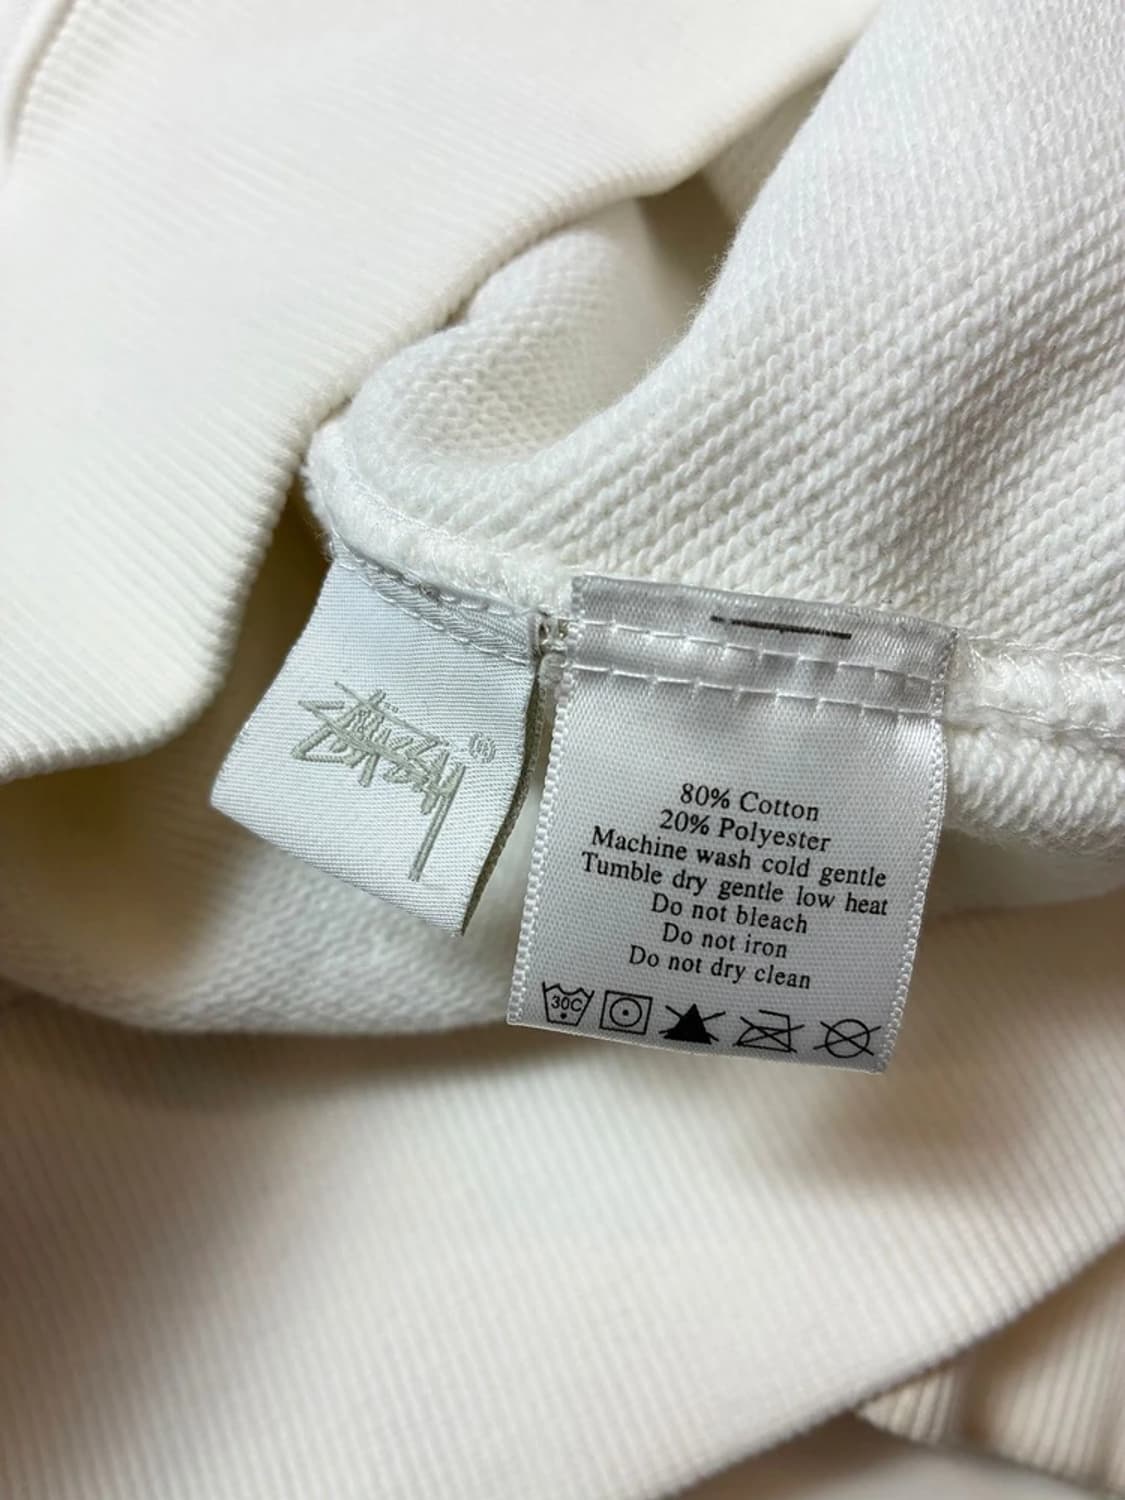 STÜSSY®
80% Cotton
20% Polyester
Machine wash cold gentle
Tumble dry gentle low heat
Do not bleach
Do not iron
Do not dry clean
30C